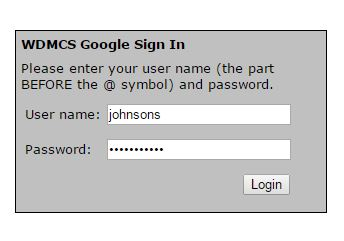 WDMCS Google Sign In
Please enter your user name (the part
BEFORE the @ symbol) and password.
User name: johnsons
Password: •••••••••••
Login